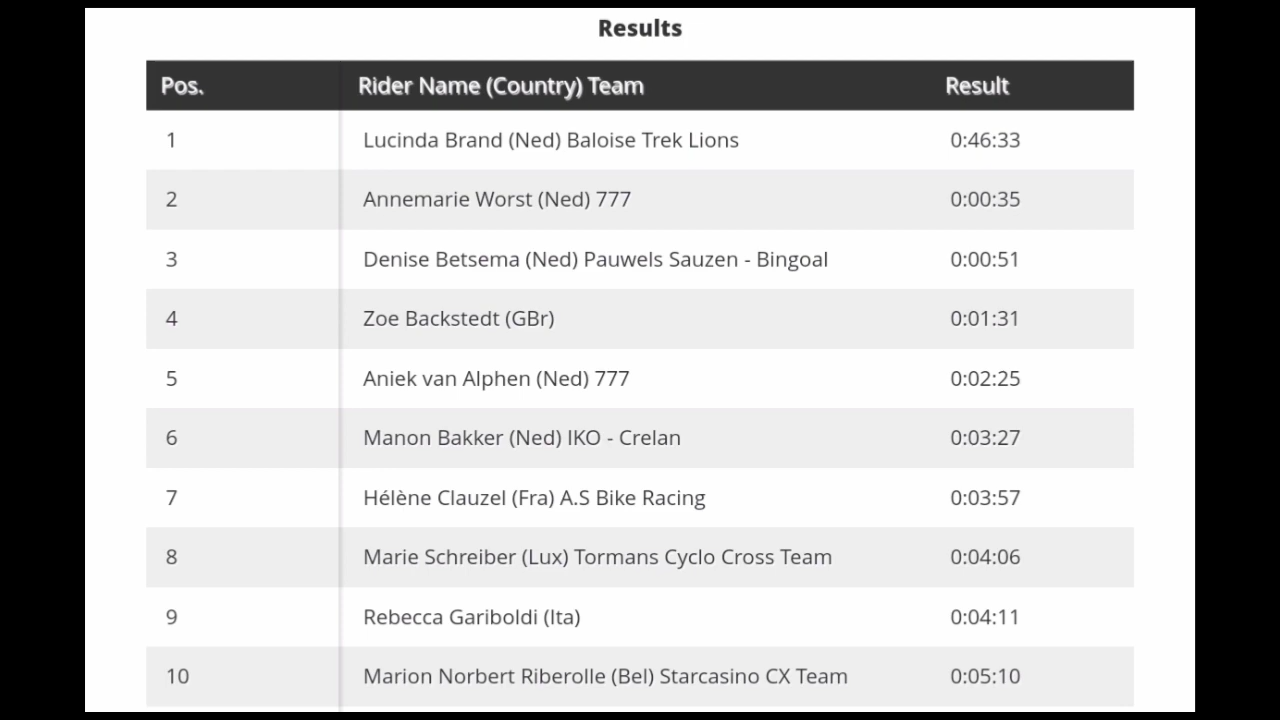 Results
Pos. Rider Name (Country) Team Result
1 Lucinda Brand (Ned) Baloise Trek Lions 0:46:33
2 Annemarie Worst (Ned) 777 0:00:35
3 Denise Betsema (Ned) Pauwels Sauzen - Bingoal 0:00:51
4 Zoe Backstedt (GBr) 0:01:31
5 Aniek van Alphen (Ned) 777 0:02:25
6 Manon Bakker (Ned) IKO - Crelan 0:03:27
7 Hélène Clauzel (Fra) A.S Bike Racing 0:03:57
8 Marie Schreiber (Lux) Tormans Cyclo Cross Team 0:04:06
9 Rebecca Gariboldi (Ita) 0:04:11
10 Marion Norbert Riberolle (Bel) Starcasino CX Team 0:05:10